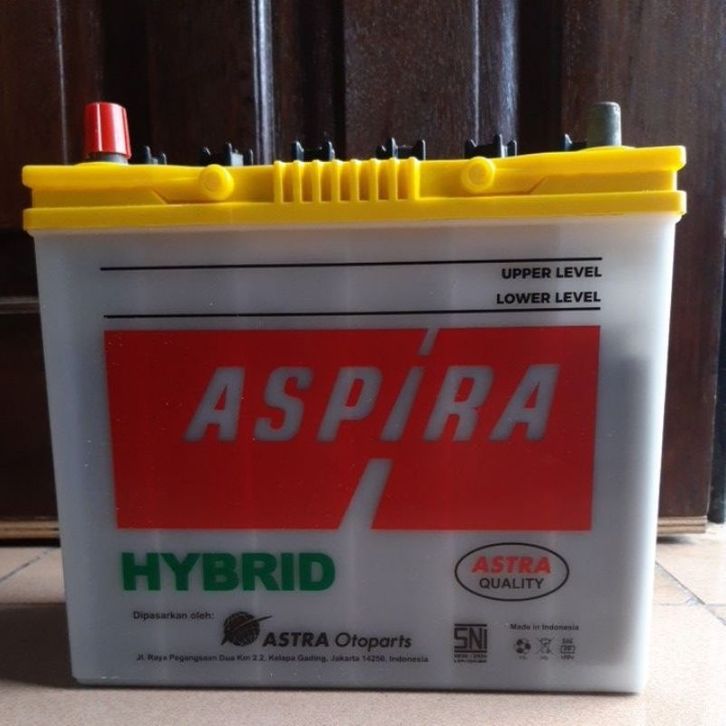 UPPER LEVEL
LOWER LEVEL
ASPIRA
HYBRID
ASTRA
QUALITY
Dipasarkan oleh:
ASTRA Otoparts
Jl. Raya Pegangsaan Dua Km 2.2, Kelapa Gading, Jakarta 14250, Indonesia
SNI
Made in Indonesia